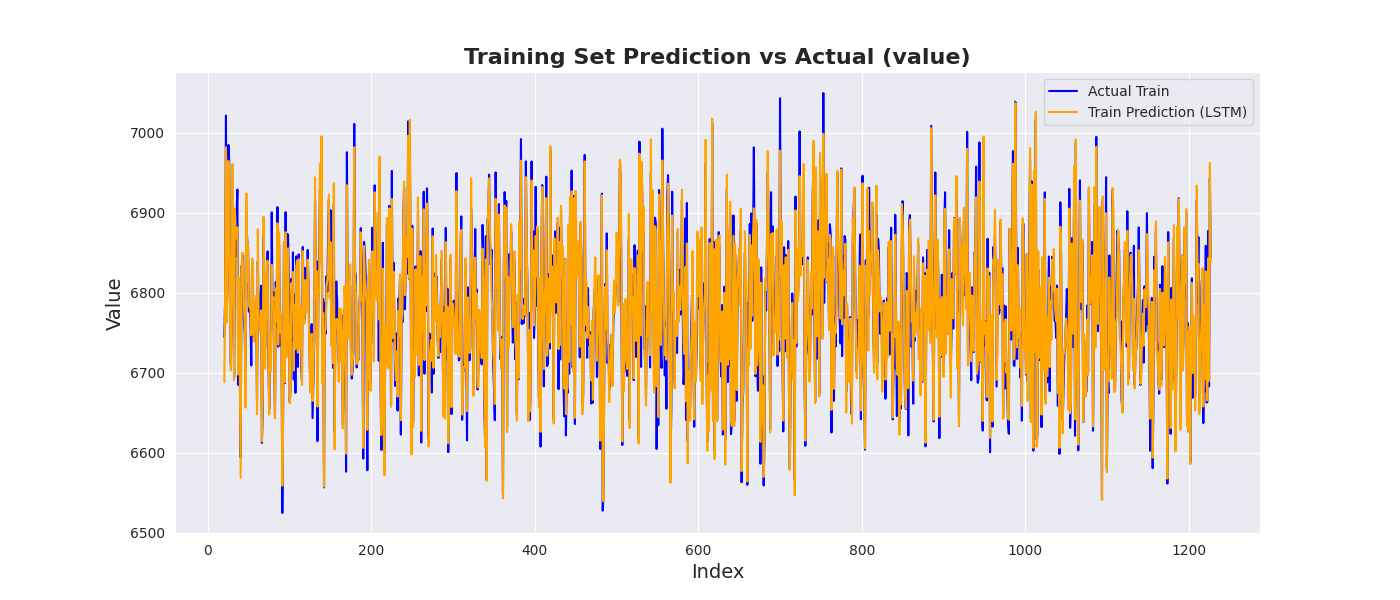 Training Set Prediction vs Actual (value)
Actual Train
Train Prediction (LSTM)
Value
7000
6900
6800
6700
6600
6500
0 200 400 600 800 1000 1200
Index